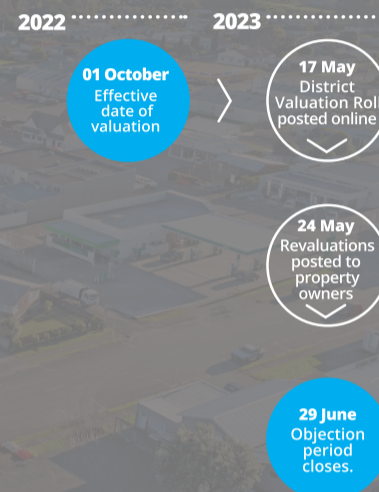 2022
2023
01 October
Effective
date of
valuation
17 May
District
Valuation Roll
posted online
24 May
Revaluations
posted to
property
owners
29 June
Objection
period
closes.